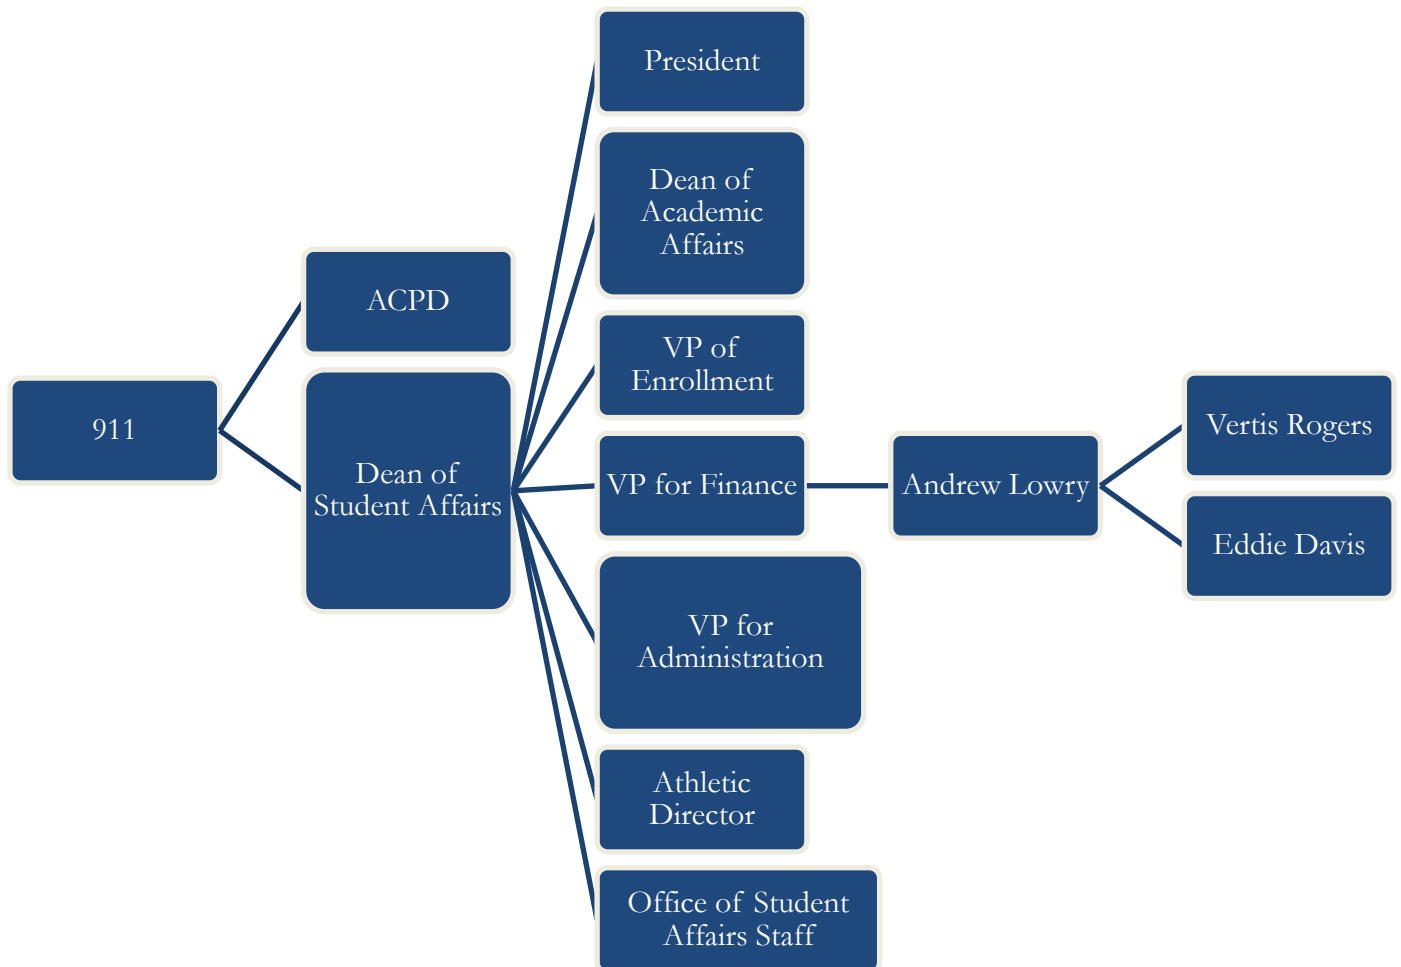 911
ACPD
Dean of
Student Affairs
President
Dean of
Academic
Affairs
VP of
Enrollment
VP for Finance
VP for
Administration
Athletic
Director
Office of Student
Affairs Staff
Andrew Lowry
Vertis Rogers
Eddie Davis